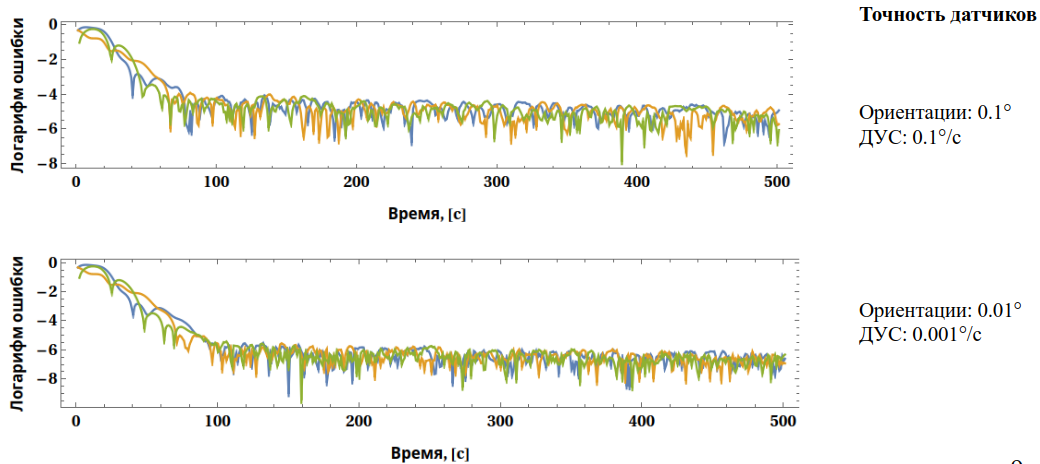 Точность датчиков
Логарифм ошибки
0
−2
−4
−6
−8
0 100 200 300 400 500
Время, [с]
Ориентации: 0.1°
ДУС: 0.1°/с
Логарифм ошибки
0
−2
−4
−6
−8
0 100 200 300 400 500
Время, [с]
Ориентации: 0.01°
ДУС: 0.001°/с